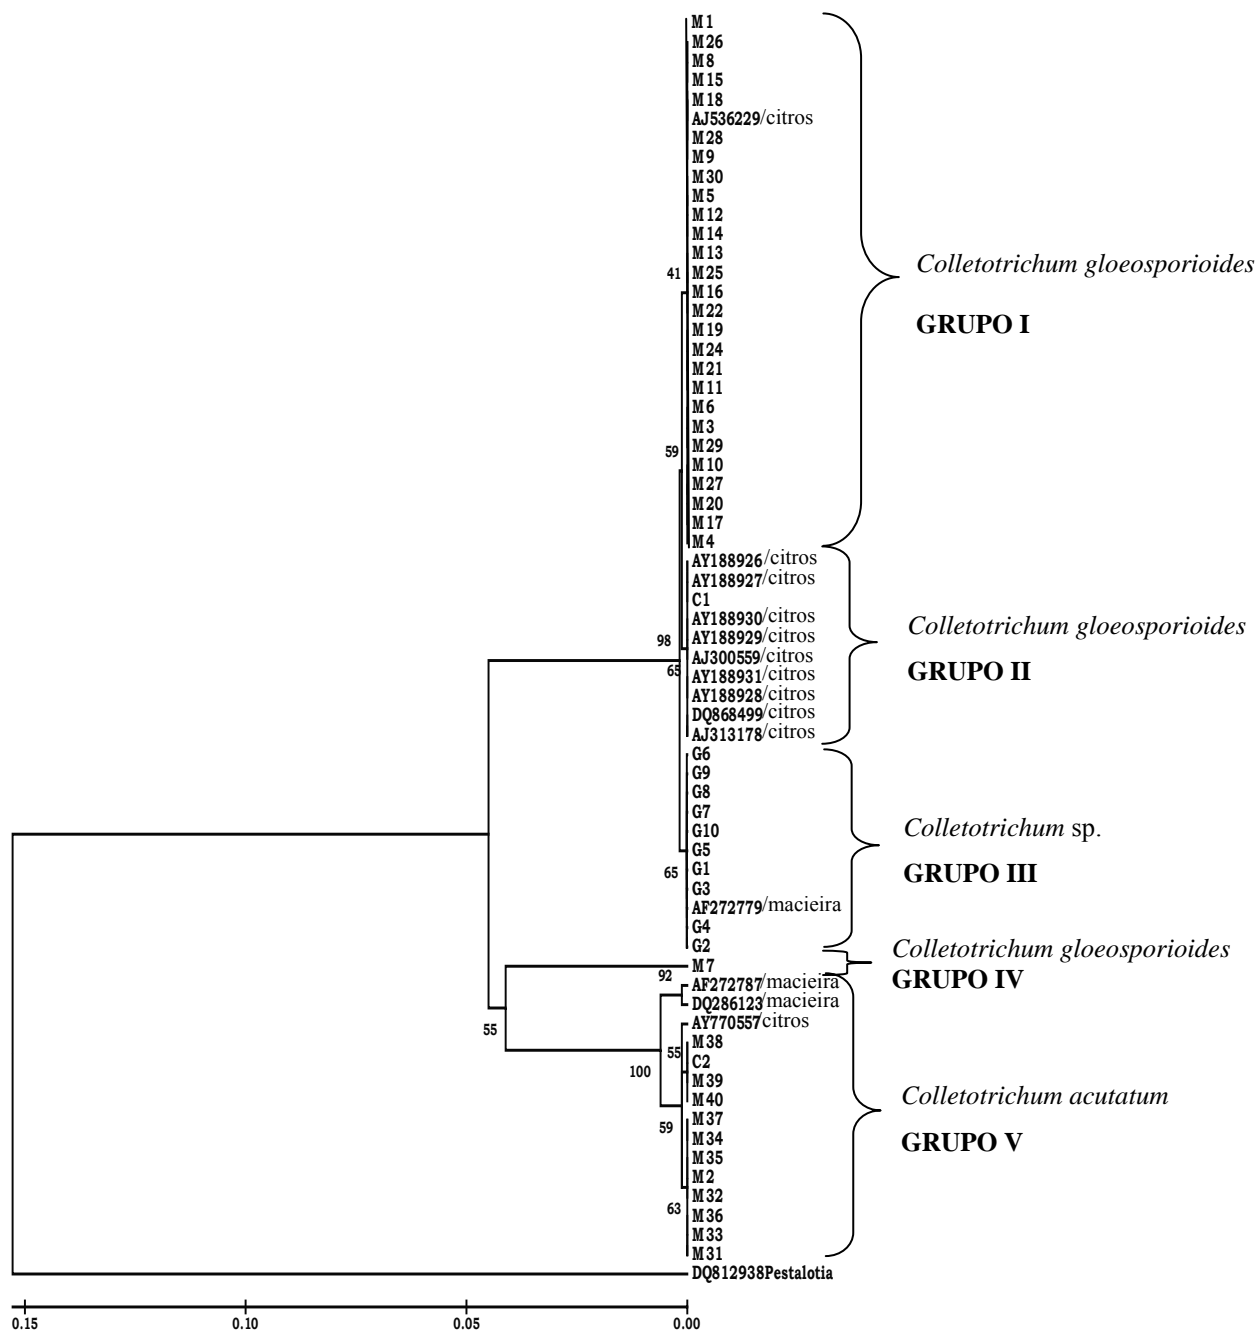 M1
M26
M8
M15
M18
AJ536229/citros
M28
M9
M30
M5
M12
M14
M13
41 M25
M16
M22
M19
M24
M21
M11
M6
M3
59 M29
M10
M27
M20
M17
M4
Colletotrichum gloeosporioides
GRUPO I
AY188926/citros
AY188927/citros
C1
AY188930/citros
98 AY188929/citros
AJ300559/citros
65 AY188931/citros
AY188928/citros
DQ868499/citros
AJ313178/citros
Colletotrichum gloeosporioides
GRUPO II
G6
G9
G8
G7
G10
G5
65 G1
G3
AF272779/macieira
G4
G2
Colletotrichum sp.
GRUPO III
M7
Colletotrichum gloeosporioides
GRUPO IV
92 AF272787/macieira
DQ286123/macieira
55 AY770557/citros
M38
55 C2
100 M39
M40
59 M37
M34
M35
M2
M32
63 M36
M33
M31
Colletotrichum acutatum
GRUPO V
DQ812938Pestalotia
0.15 0.10 0.05 0.00